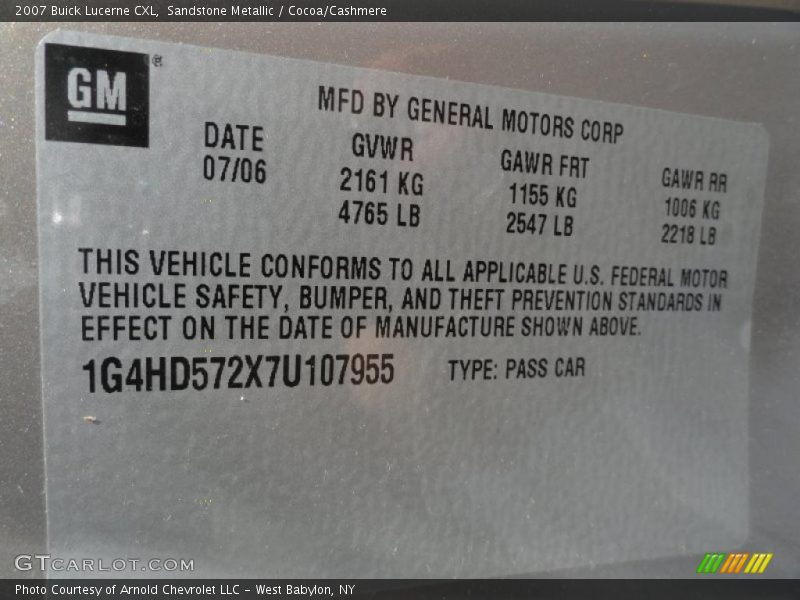 2007 Buick Lucerne CXL, Sandstone Metallic / Cocoa/Cashmere
GM®
MFD BY GENERAL MOTORS CORP
DATE GVWR GAWR FRT GAWR RR
07/06 2161 KG 1155 KG 1006 KG
4765 LB 2547 LB 2218 LB
THIS VEHICLE CONFORMS TO ALL APPLICABLE U.S. FEDERAL MOTOR
VEHICLE SAFETY, BUMPER, AND THEFT PREVENTION STANDARDS IN
EFFECT ON THE DATE OF MANUFACTURE SHOWN ABOVE.
1G4HD572X7U107955 TYPE: PASS CAR
GTCARLOT.COM
Photo Courtesy of Arnold Chevrolet LLC - West Babylon, NY